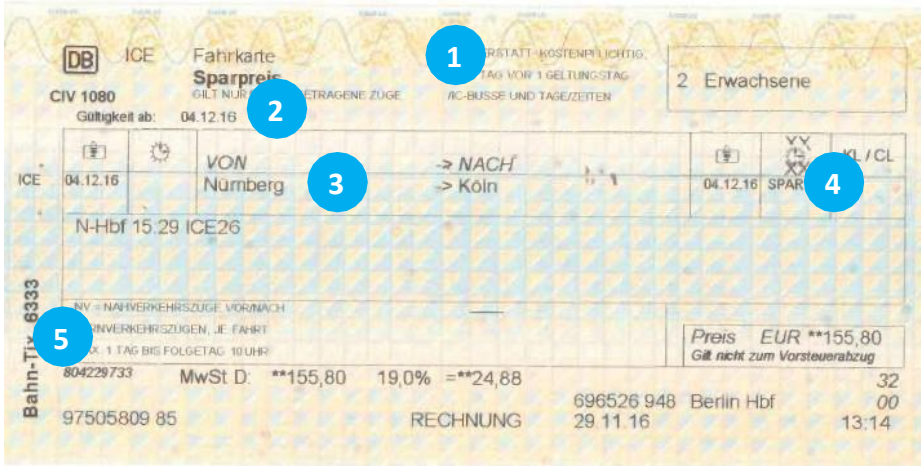 DB ICE Fahrkarte
1
ERSTATT -KOSTENPFLICHTIG,
Sparpreis
TAG VOR 1 GELTUNGSTAG
2 Erwachsene
CIV 1080
GILT NUR
ETRAGENE ZÜGE
/IC-BUSSE UND TAGE/ZEITEN
2
Gültigkeit ab: 04.12.16
VON -> NACH
KL / CL
ICE 04.12.16 Nürnberg -> Köln 04.12.16 SPAR
3
4
N-Hbf 15.29 ICE26
NV = NAHVERKEHRSZÜGE VOR/NACH
5
RNVERKEHRSZÜGEN, JE FAHRT
1 TAG BIS FOLGETAG 10 UHR
Preis EUR **155,80
Gilt nicht zum Vorsteuerabzug
Bahn-Tix 6333
804229733 MwSt D: **155,80 19,0% =**24,88
32
696526 948 Berlin Hbf 00
97505809 85 RECHNUNG 29.11.16 13:14